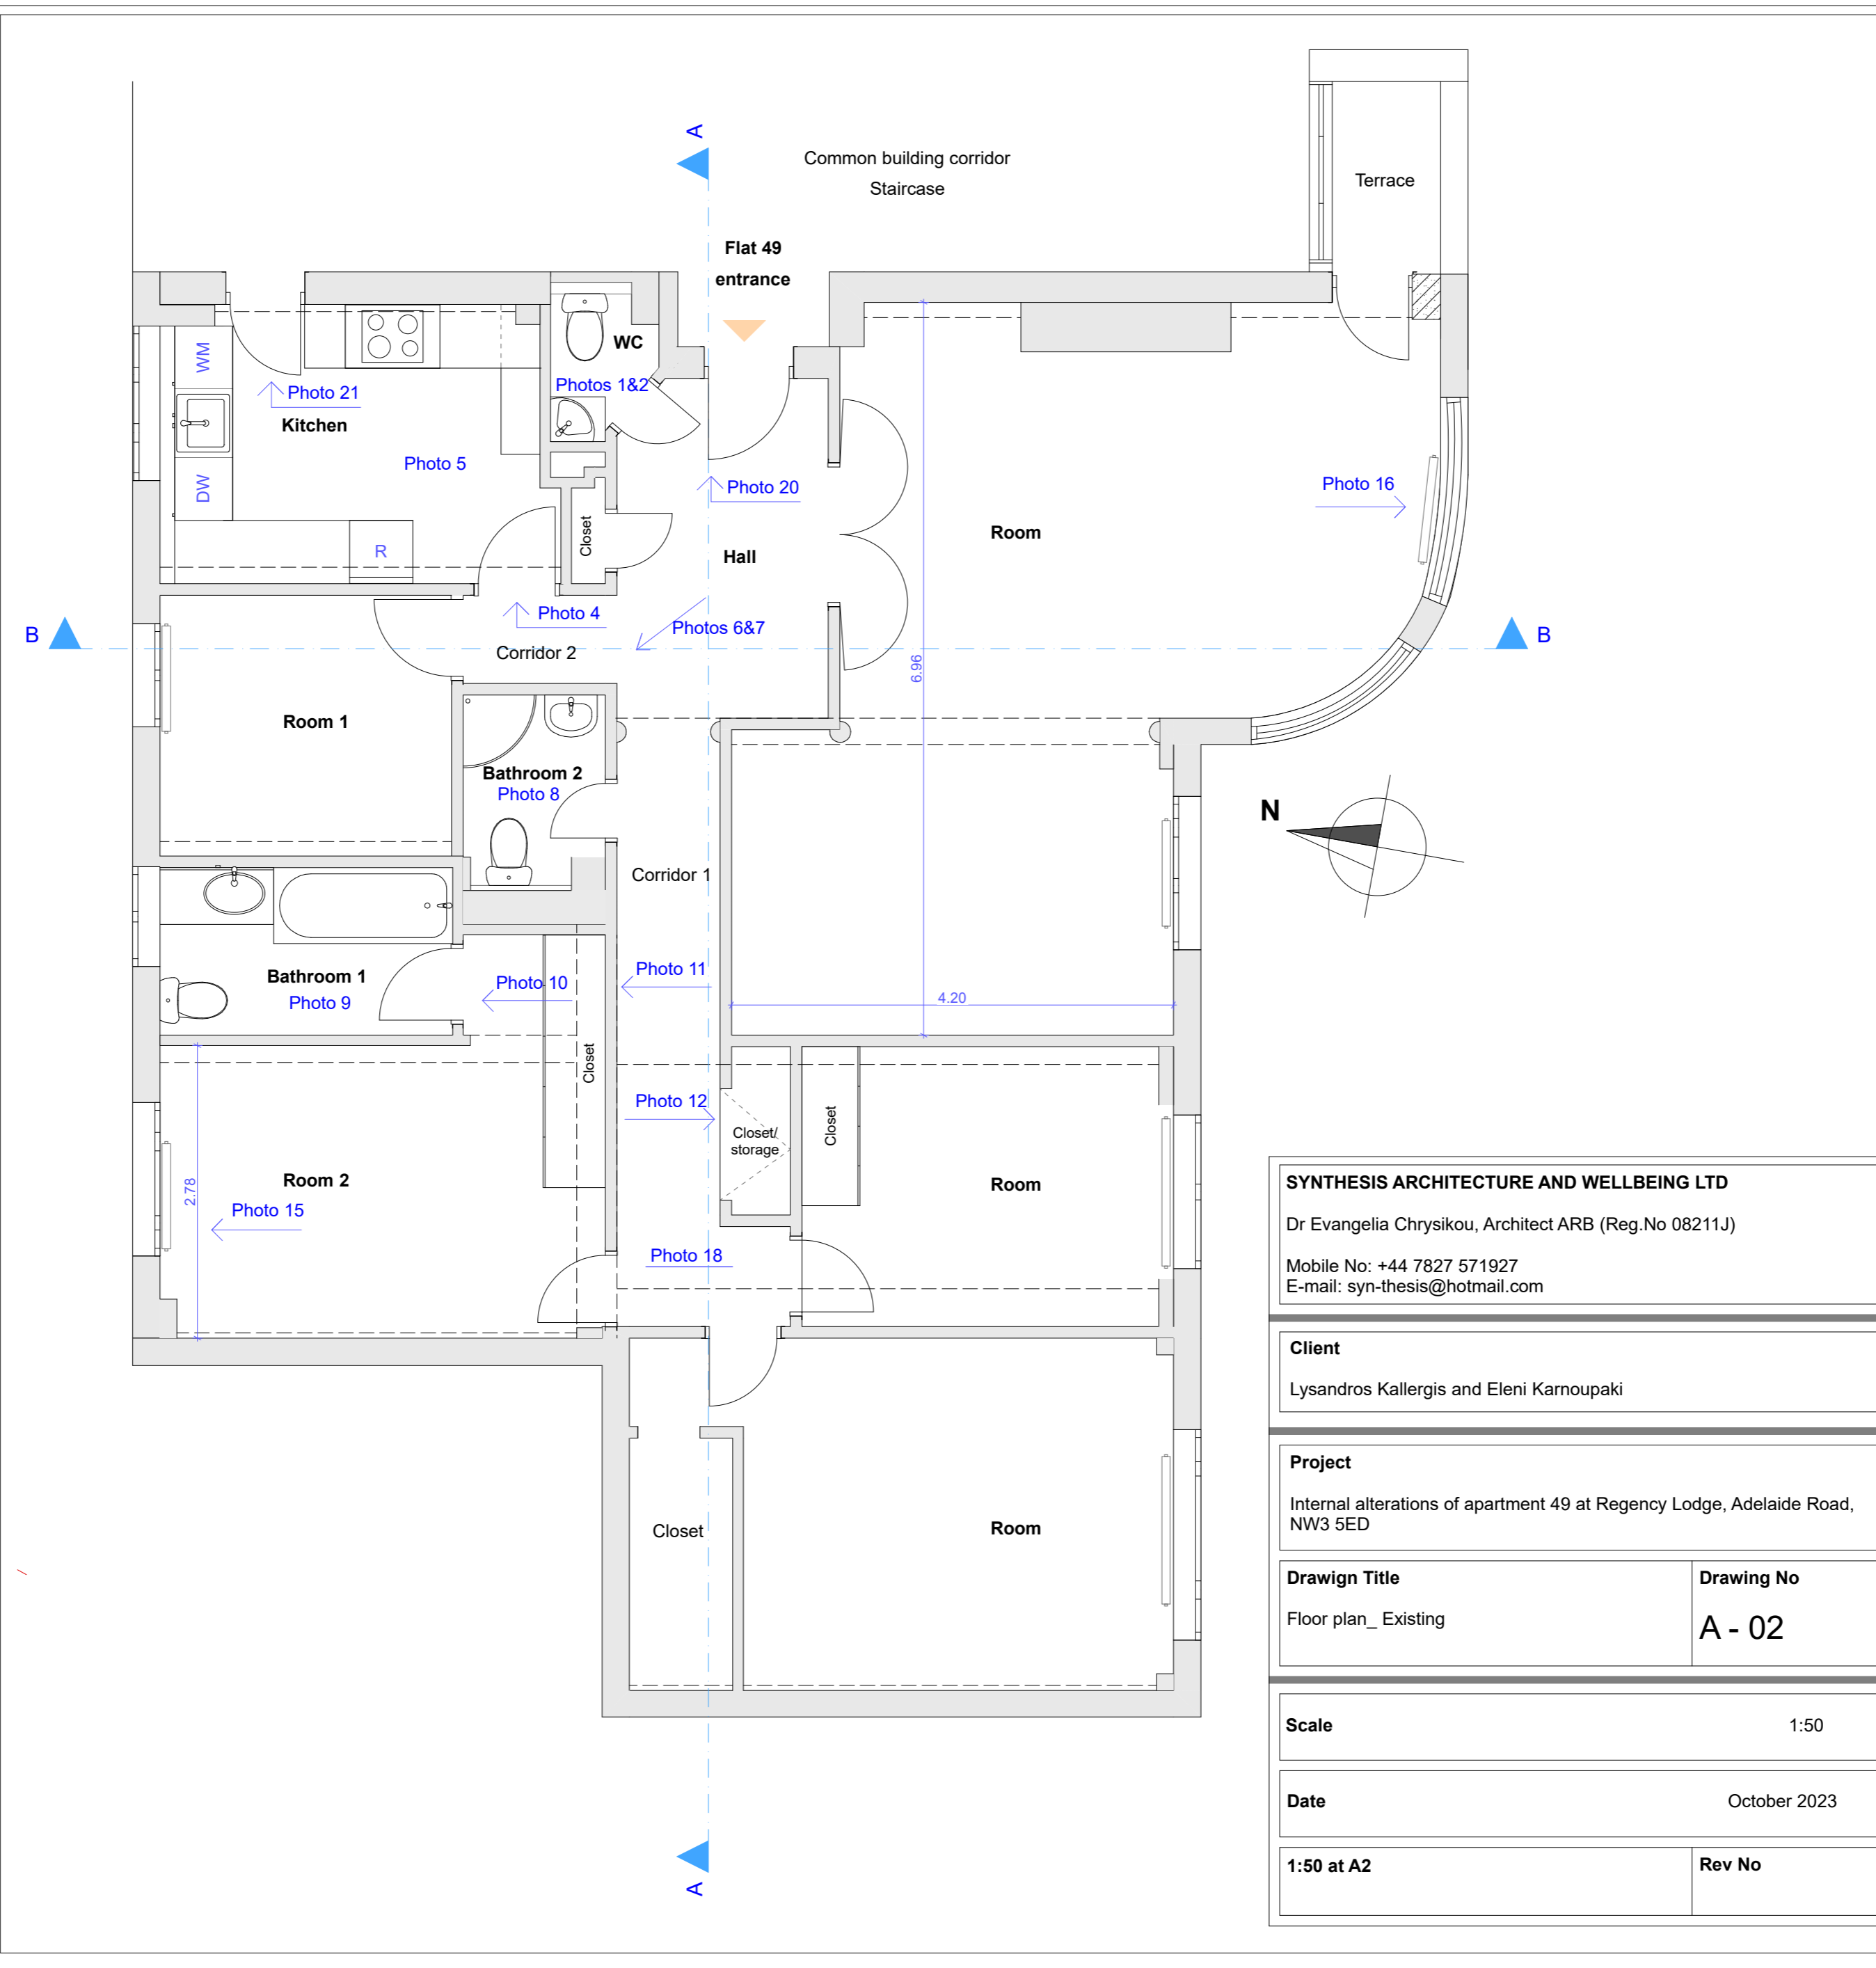 A
Common building corridor
Staircase
Terrace
Flat 49
entrance
WC
Photos 1&2
WM
Photo 21
Kitchen
Photo 5
DW
R
Closet
Photo 20
Hall
Room
Photo 16
Photo 4
Photos 6&7
B
B
Corridor 2
6.96
Room 1
Bathroom 2
Photo 8
N
Corridor 1
Bathroom 1
Photo 9
Photo 10
Photo 11
4.20
Closet
Photo 12
Closet/
storage
Closet
Room 2
2.78
Photo 15
Room
Photo 18
Closet
Room
A
SYNTHESIS ARCHITECTURE AND WELLBEING LTD
Dr Evangelia Chrysikou, Architect ARB (Reg.No 08211J)
Mobile No: +44 7827 571927
E-mail: syn-thesis@hotmail.com
Client
Lysandros Kallergis and Eleni Karnoupaki
Project
Internal alterations of apartment 49 at Regency Lodge, Adelaide Road,
NW3 5ED
Drawign Title
Floor plan_ Existing
Drawing No
A - 02
Scale
1:50
Date
October 2023
1:50 at A2
Rev No